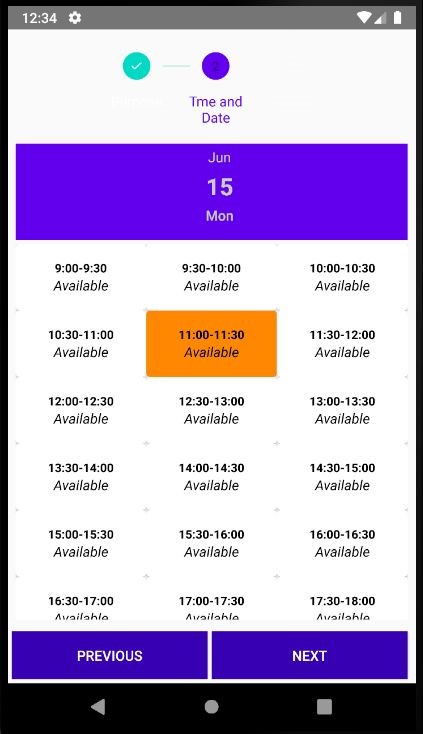 12:34
2
Tme and
Date
Jun
15
Mon
9:00-9:30 9:30-10:00 10:00-10:30
Available Available Available
10:30-11:00 11:00-11:30 11:30-12:00
Available Available Available
12:00-12:30 12:30-13:00 13:00-13:30
Available Available Available
13:30-14:00 14:00-14:30 14:30-15:00
Available Available Available
15:00-15:30 15:30-16:00 16:00-16:30
Available Available Available
16:30-17:00 17:00-17:30 17:30-18:00
Available Available Available
PREVIOUS NEXT